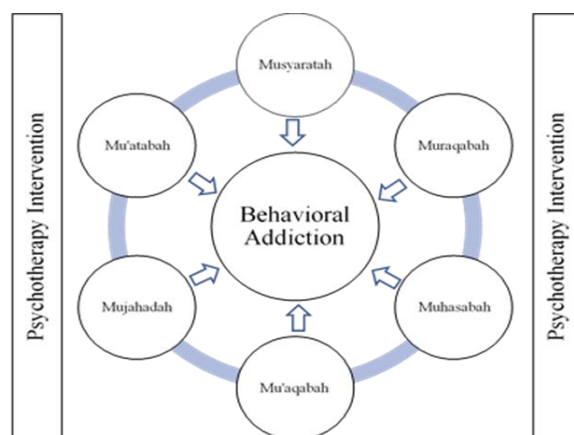 Psychotherapy Intervention
Musyaratah
Mu'atabah
Muraqabah
Behavioral
Addiction
Mujahadah
Muhasabah
Mu'aqabah
Psychotherapy Intervention